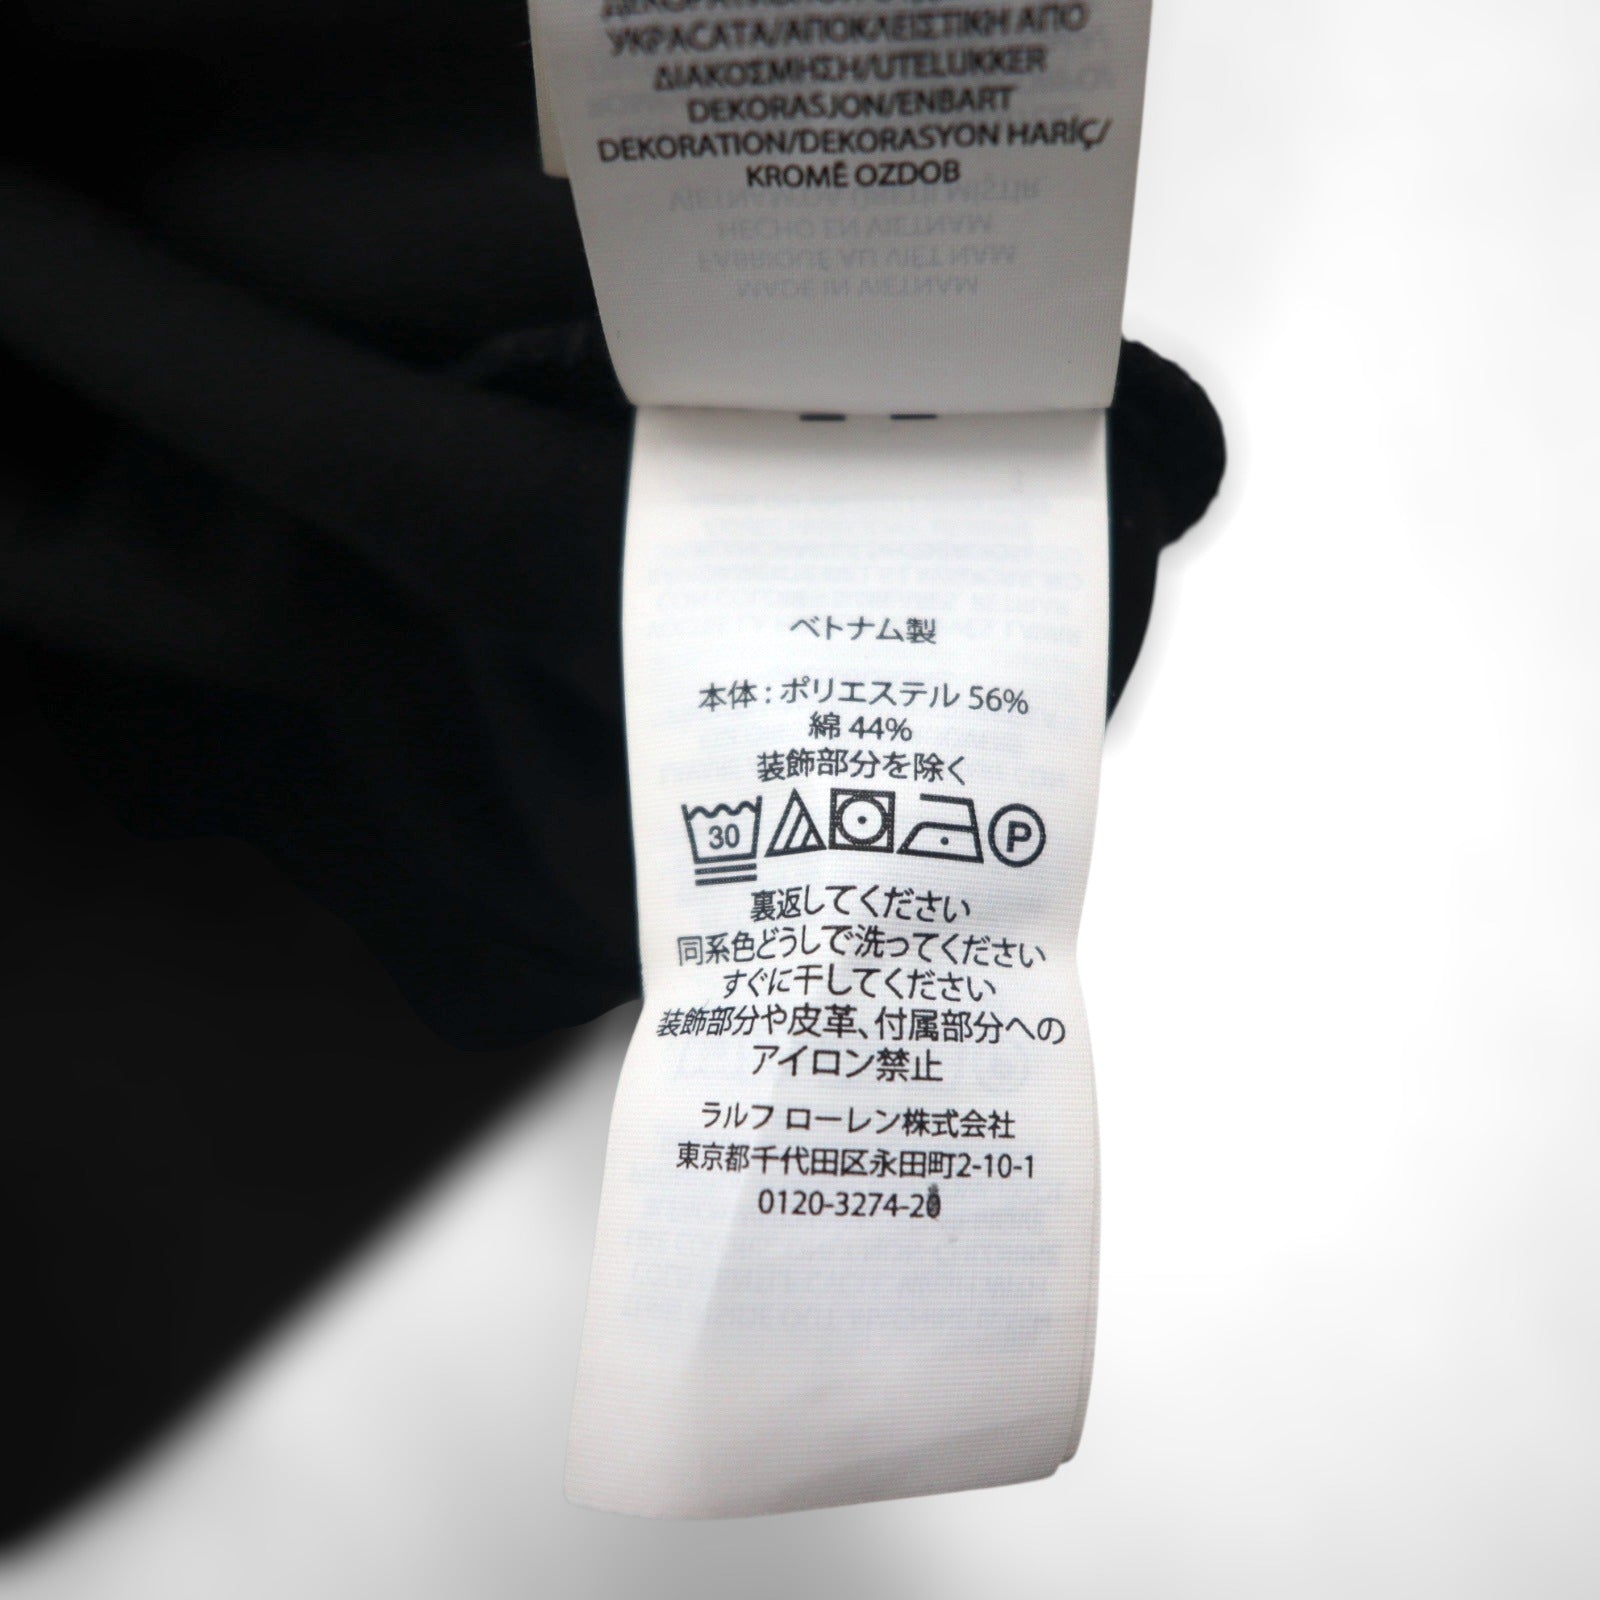 УКРАСАТА/ΑΠΟΚΛΕΙΣΤΙΚΗ ΑΠΟ
ΔΙΑΚΟΣΜΗΣΗ/UTELUKKER
DEKORASJON/ENBART
DEKORATION/DEKORASYON HARİÇ/
KROMĚ OZDOB
ベトナム製
本体 : ポリエステル 56%
綿 44%
装飾部分を除く
30 P
裏返してください
同系色どうしで洗ってください
すぐに干してください
装飾部分や皮革、付属部分への
アイロン禁止
ラルフ ローレン株式会社
東京都千代田区永田町2-10-1
0120-3274-20